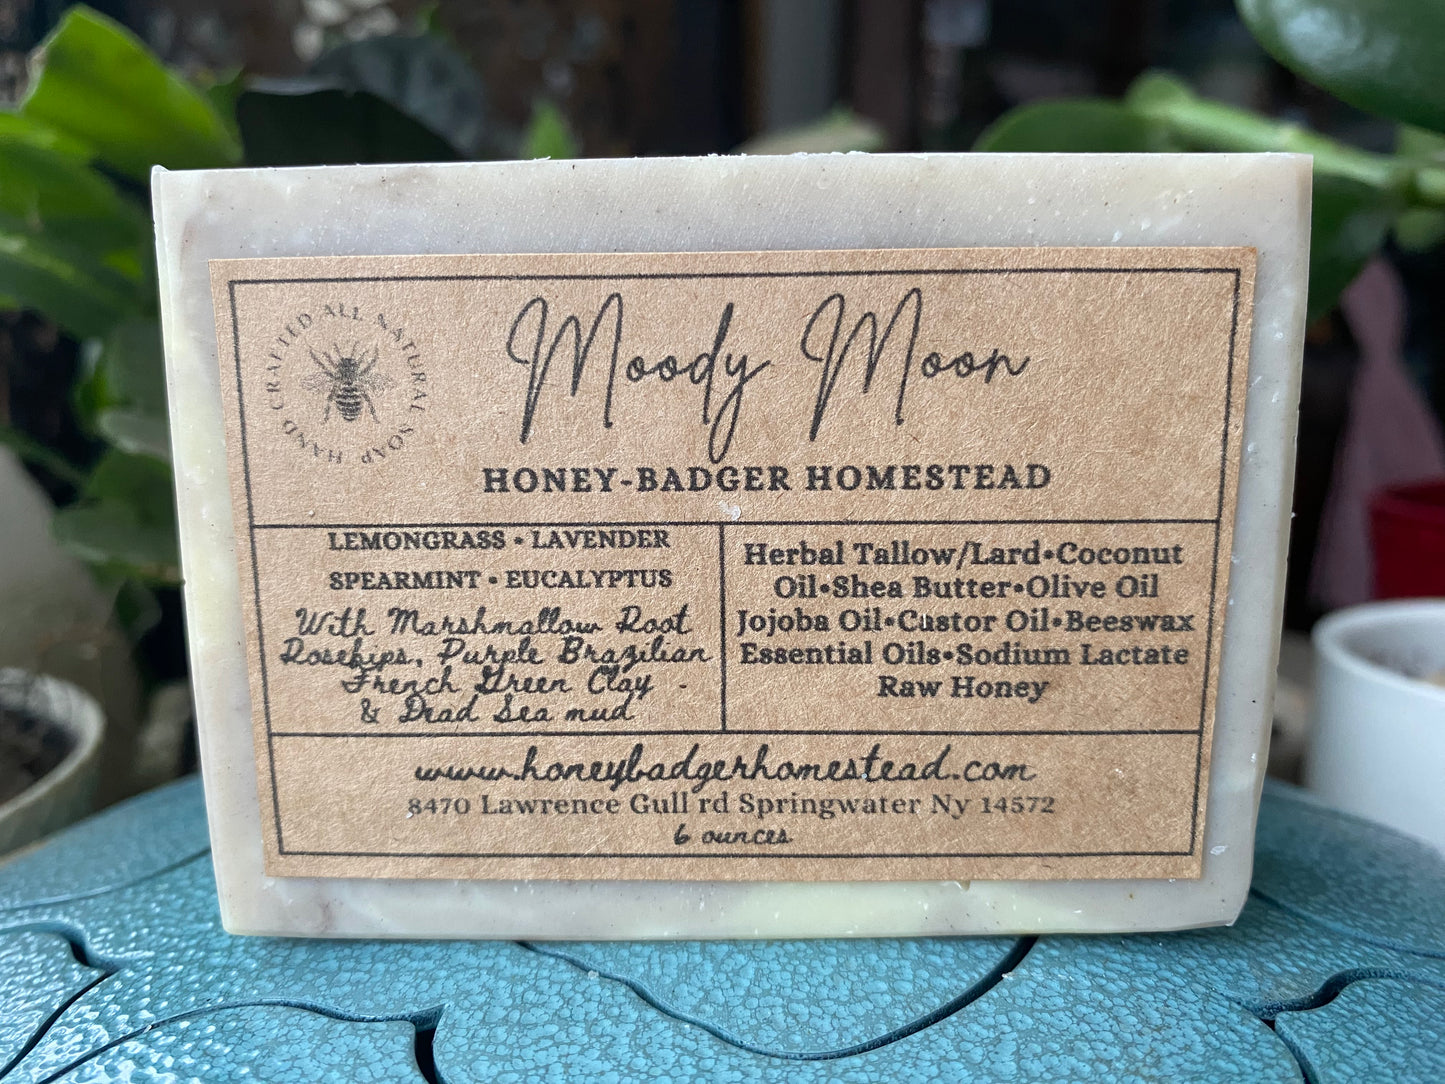 HAND CRAFTED ALL NATURAL SOAP
Moody Moon
HONEY-BADGER HOMESTEAD
LEMONGRASS • LAVENDER
SPEARMINT • EUCALYPTUS
With Marshmallow Root
Rosehips, Purple Brazilian
French Green Clay
& Dead Sea mud
Herbal Tallow/Lard•Coconut
Oil•Shea Butter•Olive Oil
Jojoba Oil•Castor Oil•Beeswax
Essential Oils•Sodium Lactate
Raw Honey
www.honeybadgerhomestead.com
8470 Lawrence Gull rd Springwater Ny 14572
6 ounces